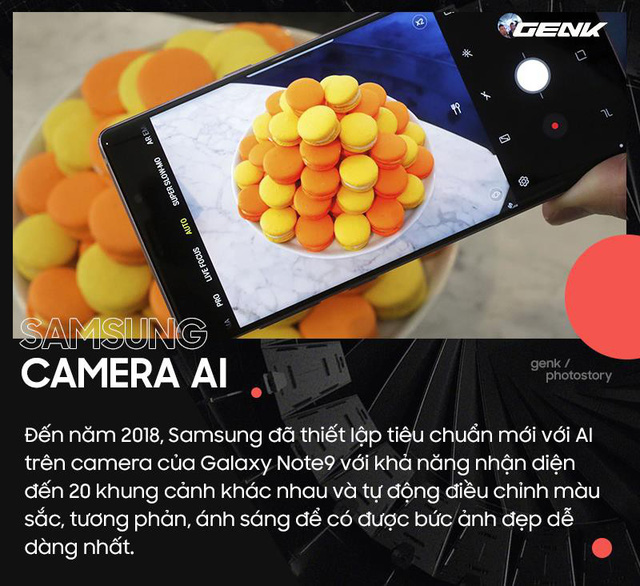 GENK
x2
AR EM
SUPER SLOW-MO
AUTO
LIVE FOCUS
PRO
SAMSUNG
CAMERA AI
genk /
photostory
Đến năm 2018, Samsung đã thiết lập tiêu chuẩn mới với AI
trên camera của Galaxy Note9 với khả năng nhận diện
đến 20 khung cảnh khác nhau và tự động điều chỉnh màu
sắc, tương phản, ánh sáng để có được bức ảnh đẹp dễ
dàng nhất.